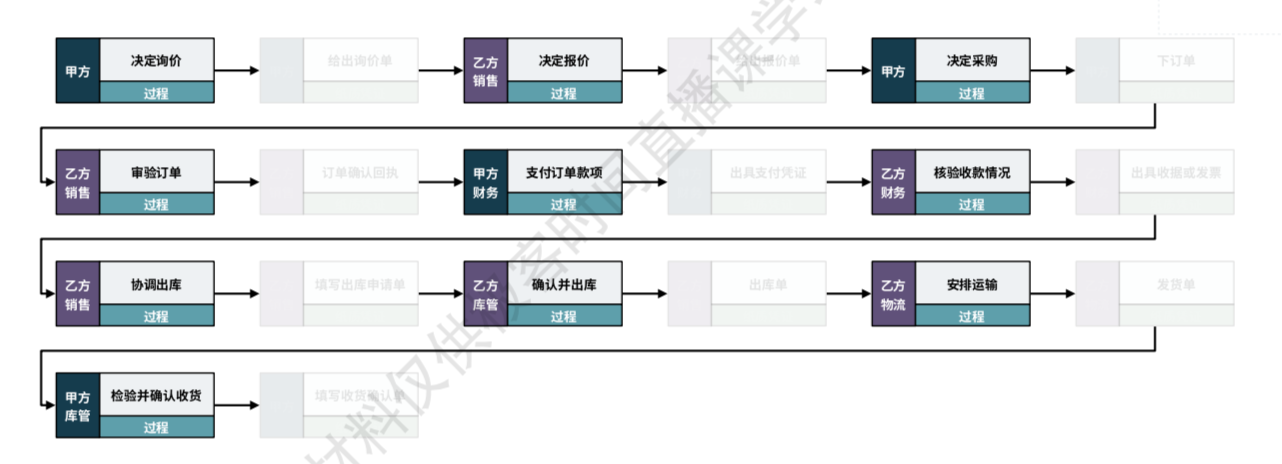 甲方
决定询价
过程
给出询价单
乙方
销售
决定报价
过程
给出报价单
甲方
决定采购
过程
下订单
乙方
销售
审验订单
过程
订单确认回执
甲方
财务
支付订单款项
过程
出具支付凭证
乙方
财务
核验收款情况
过程
出具收据或发票
乙方
销售
协调出库
过程
填写出库申请单
乙方
库管
确认并出库
过程
出库单
乙方
物流
安排运输
过程
发货单
甲方
库管
检验并确认收货
过程
填写收货确认单
材料仅供极客时间直播课学